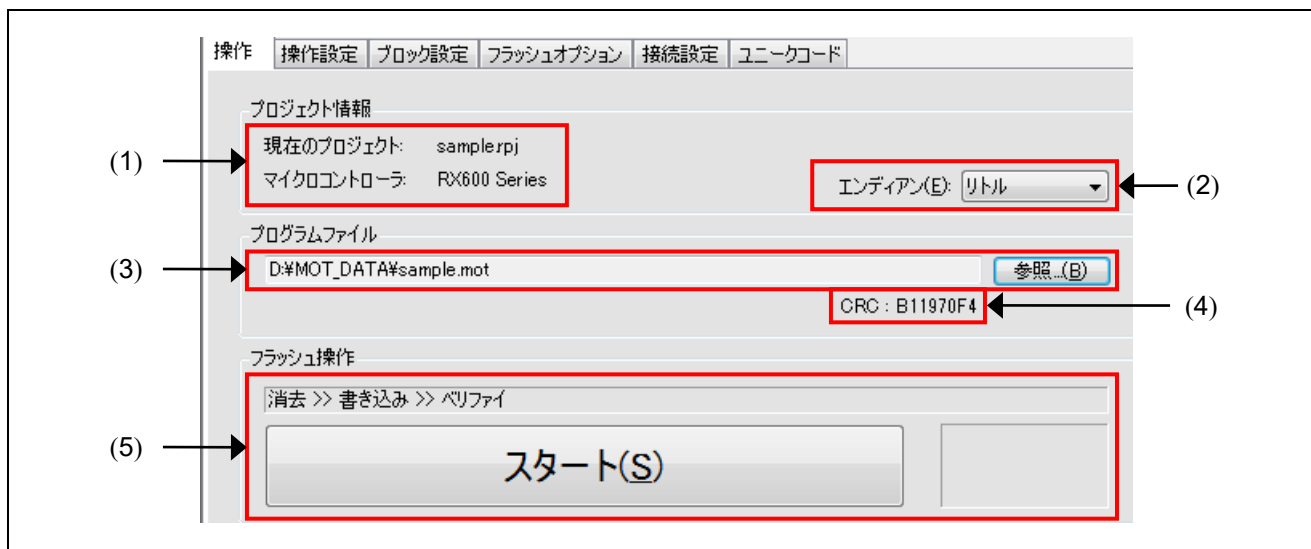 操作 操作設定 ブロック設定 フラッシュオプション 接続設定 ユニークコード
プロジェクト情報
(1)
現在のプロジェクト: sample.rpj
マイクロコントローラ: RX600 Series
エンディアン(E): リトル
(2)
プログラムファイル
(3)
D:¥MOT_DATA¥sample.mot
参照...(B)
CRC : B11970F4
(4)
フラッシュ操作
(5)
消去 >> 書き込み >> ベリファイ
スタート(S)